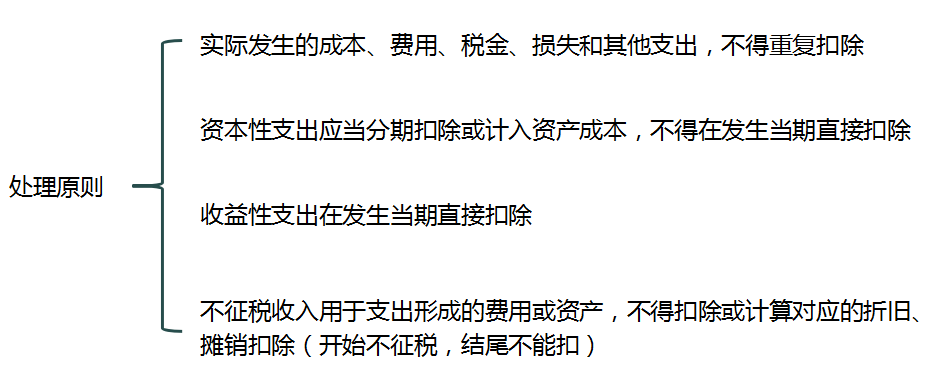 实际发生的成本、费用、税金、损失和其他支出，不得重复扣除
资本性支出应当分期扣除或计入资产成本，不得在发生当期直接扣除
处理原则
收益性支出在发生当期直接扣除
不征税收入用于支出形成的费用或资产，不得扣除或计算对应的折旧、
摊销扣除（开始不征税，结尾不能扣）